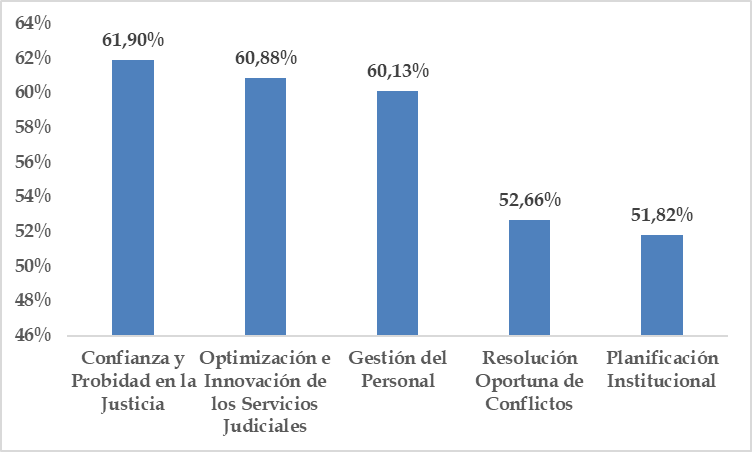 64%
62%
60%
58%
56%
54%
52%
50%
48%
46%
61,90%
60,88%
60,13%
52,66%
51,82%
Confianza y
Probidad en la
Justicia
Optimización e
Innovación de
los Servicios
Judiciales
Gestión del
Personal
Resolución
Oportuna de
Conflictos
Planificación
Institucional